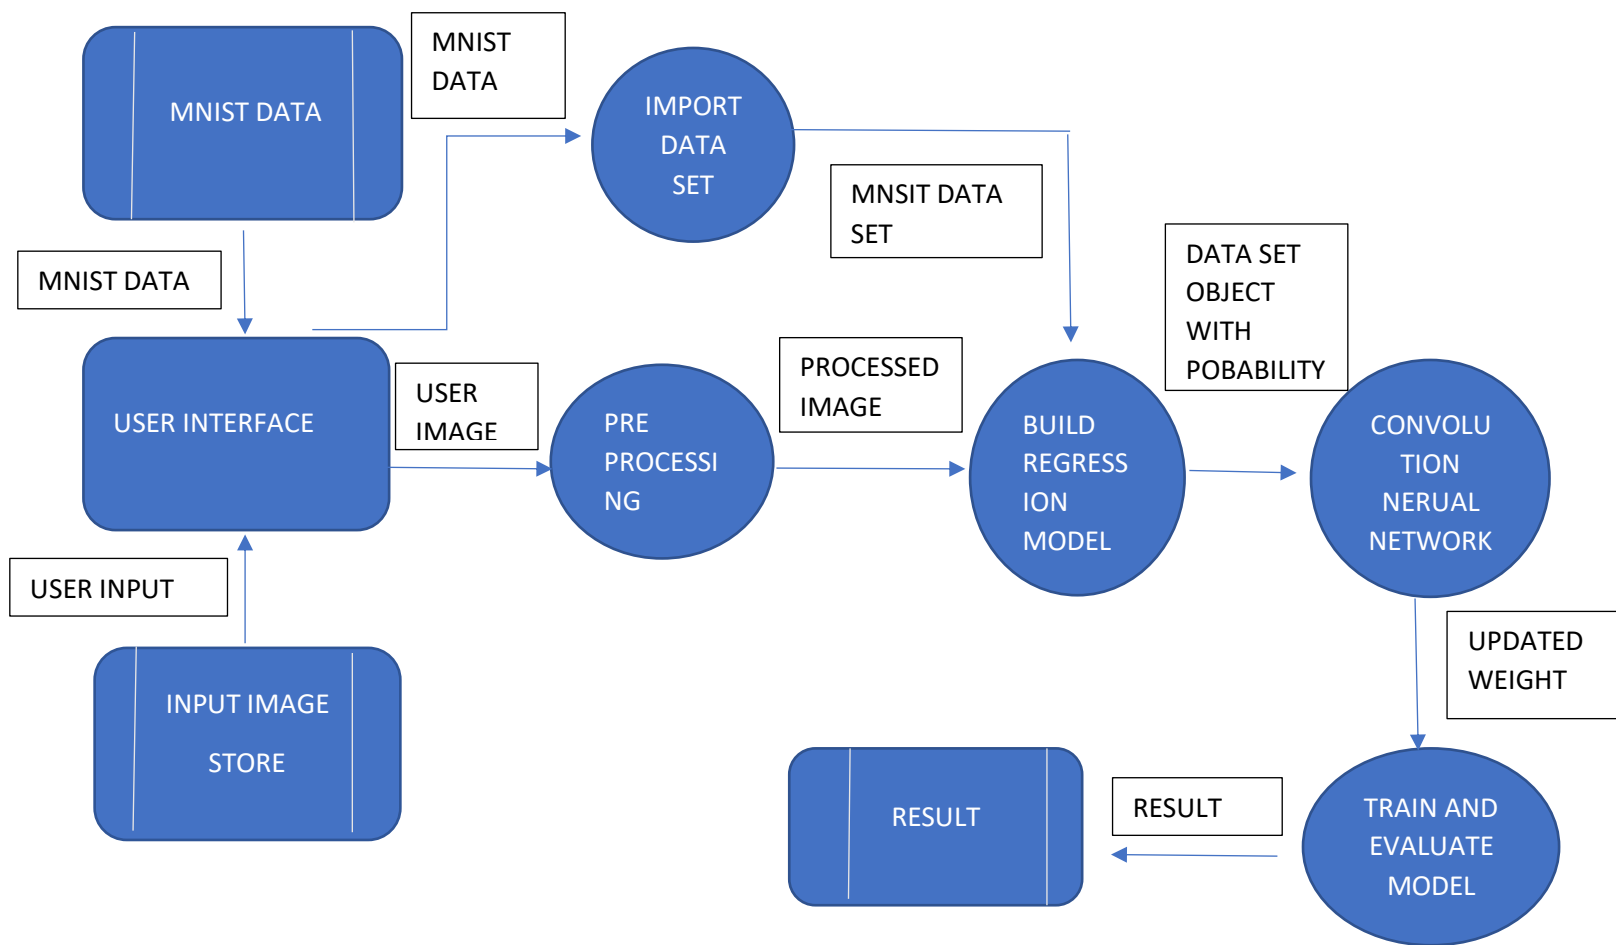 MNIST DATA
MNIST
DATA
IMPORT
DATA
SET
MNSIT DATA
SET
MNIST DATA
DATA SET
OBJECT
WITH
POBABILITY
USER INTERFACE
USER
IMAGE
PRE
PROCESSI
NG
PROCESSED
IMAGE
BUILD
REGRESS
ION
MODEL
CONVOLU
TION
NERUAL
NETWORK
USER INPUT
INPUT IMAGE
STORE
UPDATED
WEIGHT
RESULT
RESULT
TRAIN AND
EVALUATE
MODEL